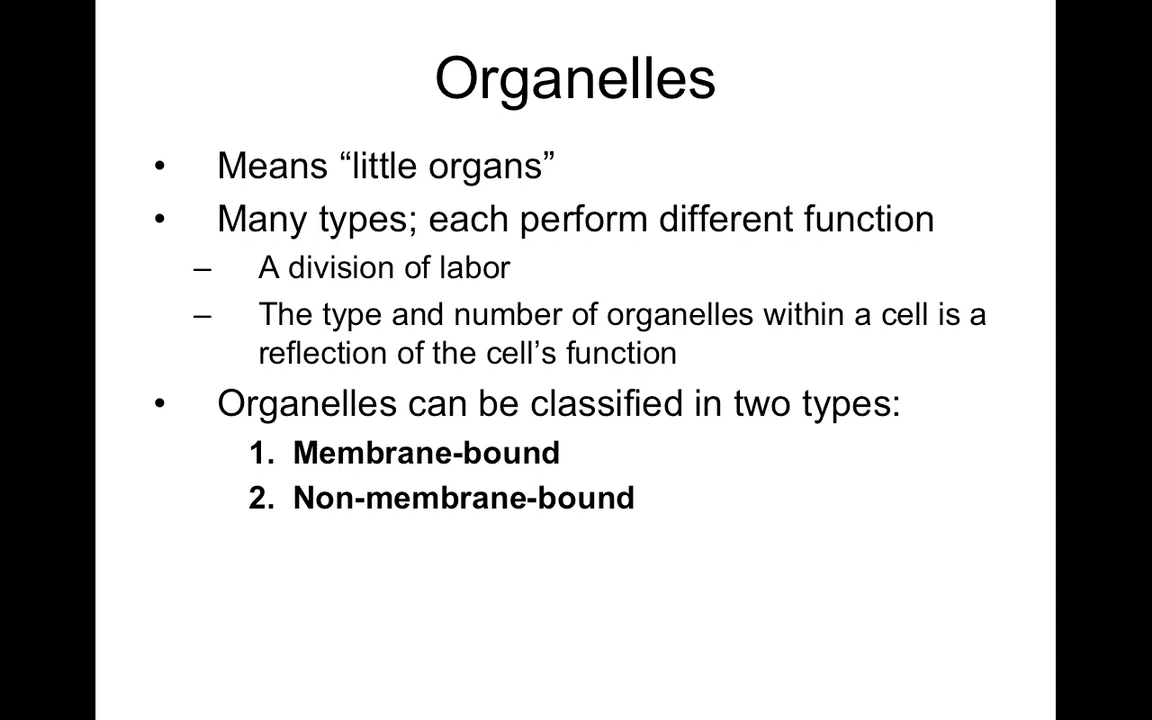 Organelles
• Means “little organs”
• Many types; each perform different function
– A division of labor
– The type and number of organelles within a cell is a
reflection of the cell’s function
• Organelles can be classified in two types:
1. Membrane-bound
2. Non-membrane-bound